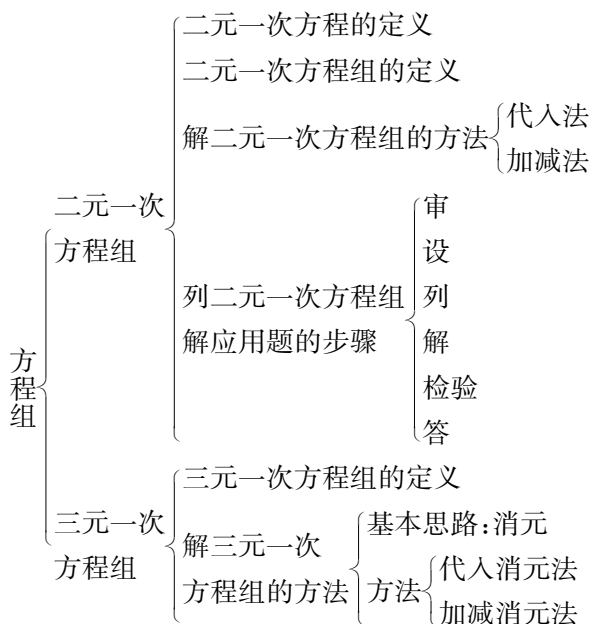 二元一次方程的定义
二元一次方程组的定义
解二元一次方程组的方法
代入法
加减法
二元一次
方程组
列二元一次方程组
解应用题的步骤
审
设
列
解
检验
答
方程组
三元一次
方程组
三元一次方程组的定义
解三元一次
方程组的方法
基本思路:消元
方法
代入消元法
加减消元法